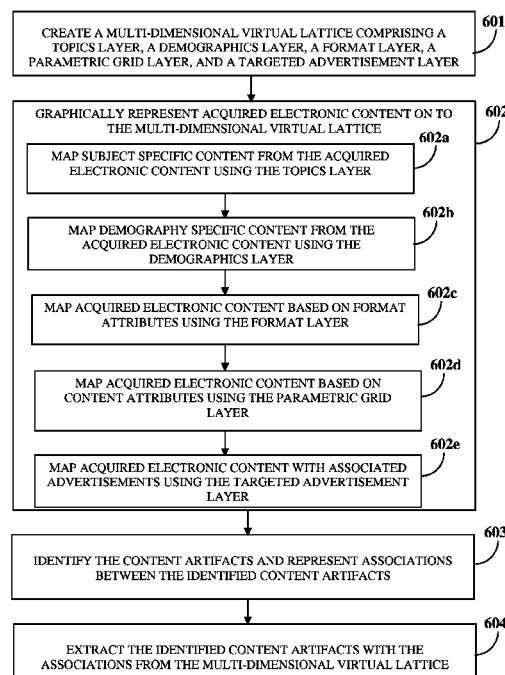 601
CREATE A MULTI-DIMENSIONAL VIRTUAL LATTICE COMPRISING A
TOPICS LAYER, A DEMOGRAPHICS LAYER, A FORMAT LAYER, A
PARAMETRIC GRID LAYER, AND A TARGETED ADVERTISEMENT LAYER
602
GRAPHICALLY REPRESENT ACQUIRED ELECTRONIC CONTENT ON TO
THE MULTI-DIMENSIONAL VIRTUAL LATTICE
602a
MAP SUBJECT SPECIFIC CONTENT FROM THE ACQUIRED
ELECTRONIC CONTENT USING THE TOPICS LAYER
602b
MAP DEMOGRAPHY SPECIFIC CONTENT FROM THE
ACQUIRED ELECTRONIC CONTENT USING THE
DEMOGRAPHICS LAYER
602c
MAP ACQUIRED ELECTRONIC CONTENT BASED ON FORMAT
ATTRIBUTES USING THE FORMAT LAYER
602d
MAP ACQUIRED ELECTRONIC CONTENT BASED ON
CONTENT ATTRIBUTES USING THE PARAMETRIC GRID
LAYER
602e
MAP ACQUIRED ELECTRONIC CONTENT WITH ASSOCIATED
ADVERTISEMENTS USING THE TARGETED ADVERTISEMENT
LAYER
603
IDENTIFY THE CONTENT ARTIFACTS AND REPRESENT ASSOCIATIONS
BETWEEN THE IDENTIFIED CONTENT ARTIFACTS
604
EXTRACT THE IDENTIFIED CONTENT ARTIFACTS WITH THE
ASSOCIATIONS FROM THE MULTI-DIMENSIONAL VIRTUAL LATTICE